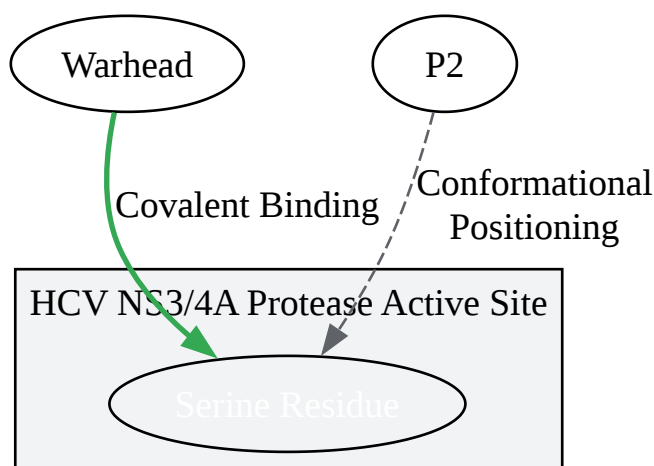 Warhead
P2
Covalent Binding
Conformational
Positioning
HCV NS3/4A Protease Active Site
Serine Residue